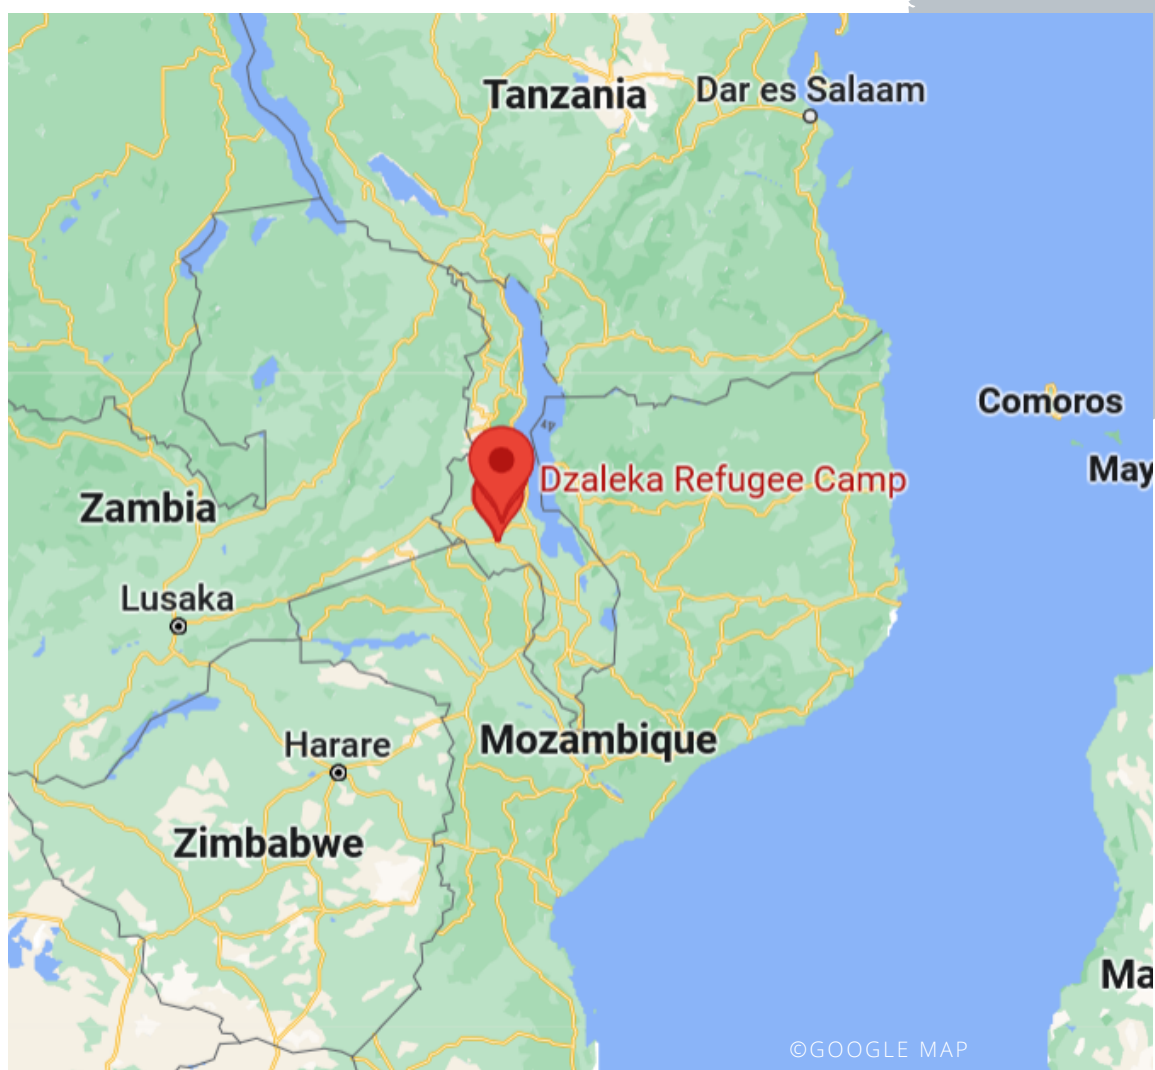 Tanzania
Dar es Salaam
Comoros
May
Dzaleka Refugee Camp
Zambia
Lusaka
Mozambique
Harare
Zimbabwe
Ma
©GOOGLE MAP